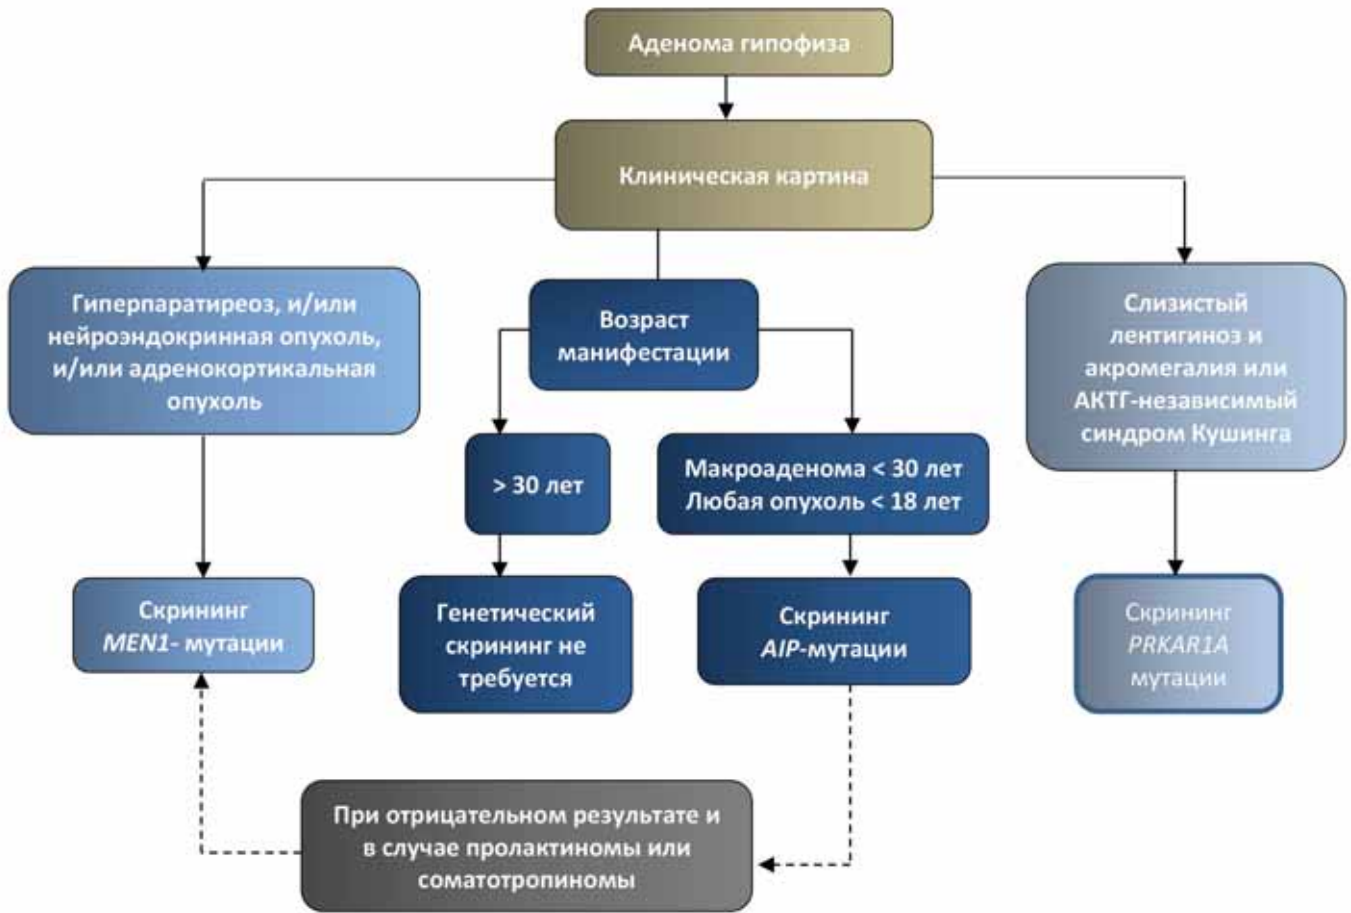 Аденома гипофиза
Клиническая картина
Гиперпаратиреоз, и/или
нейроэндокринная опухоль,
и/или адренокортикальная
опухоль
Возраст
манифестации
Слизистый
лентигиноз и
акромегалия или
АКТГ-независимый
синдром Кушинга
> 30 лет
Макроаденома < 30 лет
Любая опухоль < 18 лет
Скрининг
MEN1- мутации
Генетический
скрининг не
требуется
Скрининг
AIP-мутации
Скрининг
PRKAR1A
мутации
При отрицательном результате и
в случае пролактиномы или
соматотропиномы